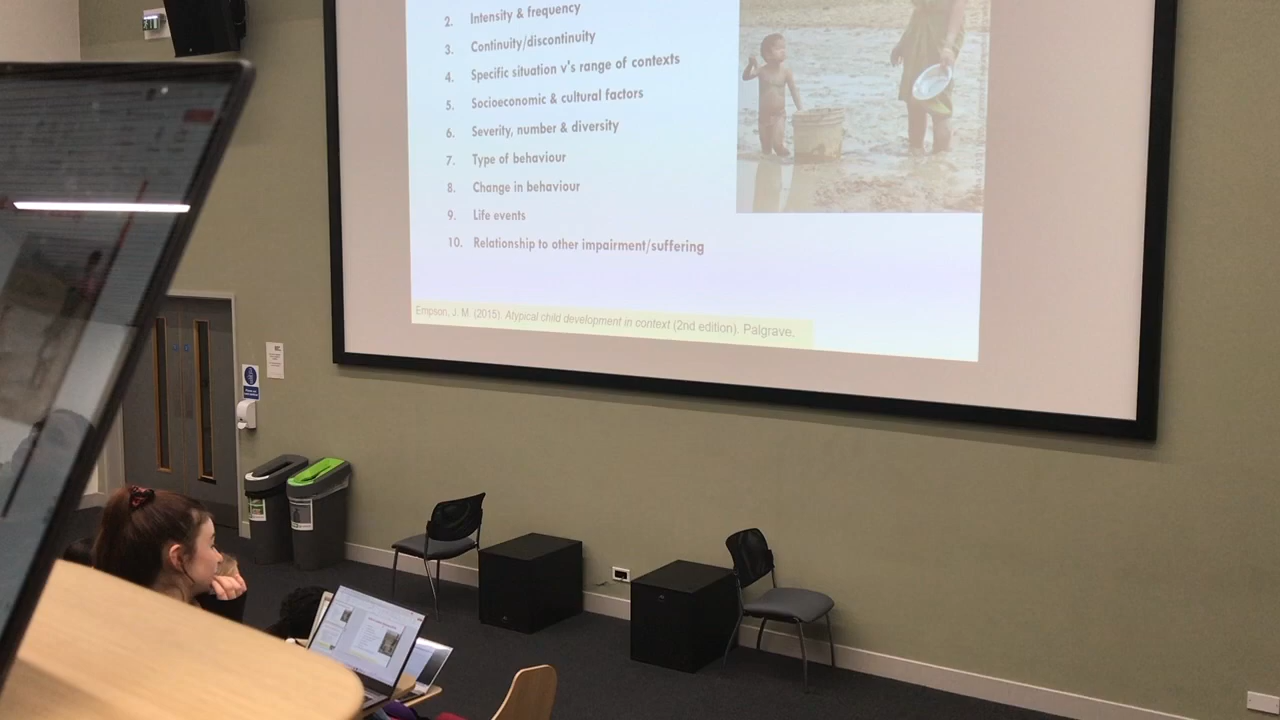 2. Intensity & frequency
3. Continuity/discontinuity
4. Specific situation v's range of contexts
5. Socioeconomic & cultural factors
6. Severity, number & diversity
7. Type of behaviour
8. Change in behaviour
9. Life events
10. Relationship to other impairment/suffering
Empson, J. M. (2015). Atypical child development in context (2nd edition). Palgrave.